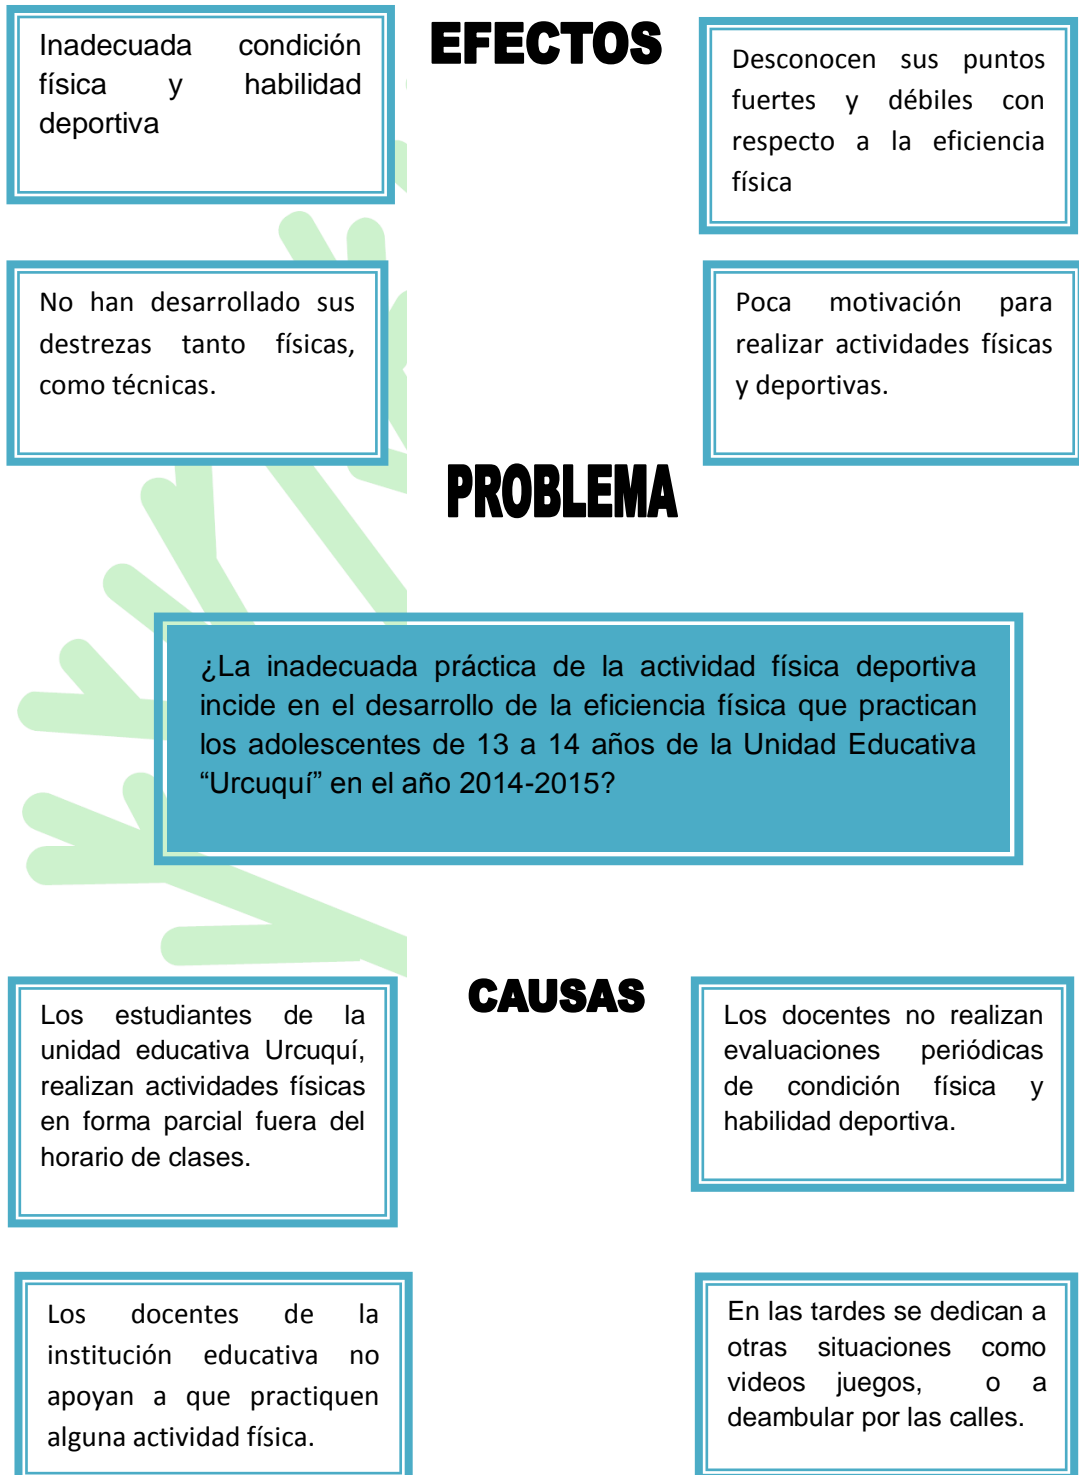 EFECTOS
Inadecuada condición
física y habilidad
deportiva
Desconocen sus puntos
fuertes y débiles con
respecto a la eficiencia
física
No han desarrollado sus
destrezas tanto físicas,
como técnicas.
Poca motivación para
realizar actividades físicas
y deportivas.
PROBLEMA
¿La inadecuada práctica de la actividad física deportiva
incide en el desarrollo de la eficiencia física que practican
los adolescentes de 13 a 14 años de la Unidad Educativa
“Urcuquí” en el año 2014-2015?
CAUSAS
Los estudiantes de la
unidad educativa Urcuquí,
realizan actividades físicas
en forma parcial fuera del
horario de clases.
Los docentes no realizan
evaluaciones periódicas
de condición física y
habilidad deportiva.
Los docentes de la
institución educativa no
apoyan a que practiquen
alguna actividad física.
En las tardes se dedican a
otras situaciones como
videos juegos, o a
deambular por las calles.